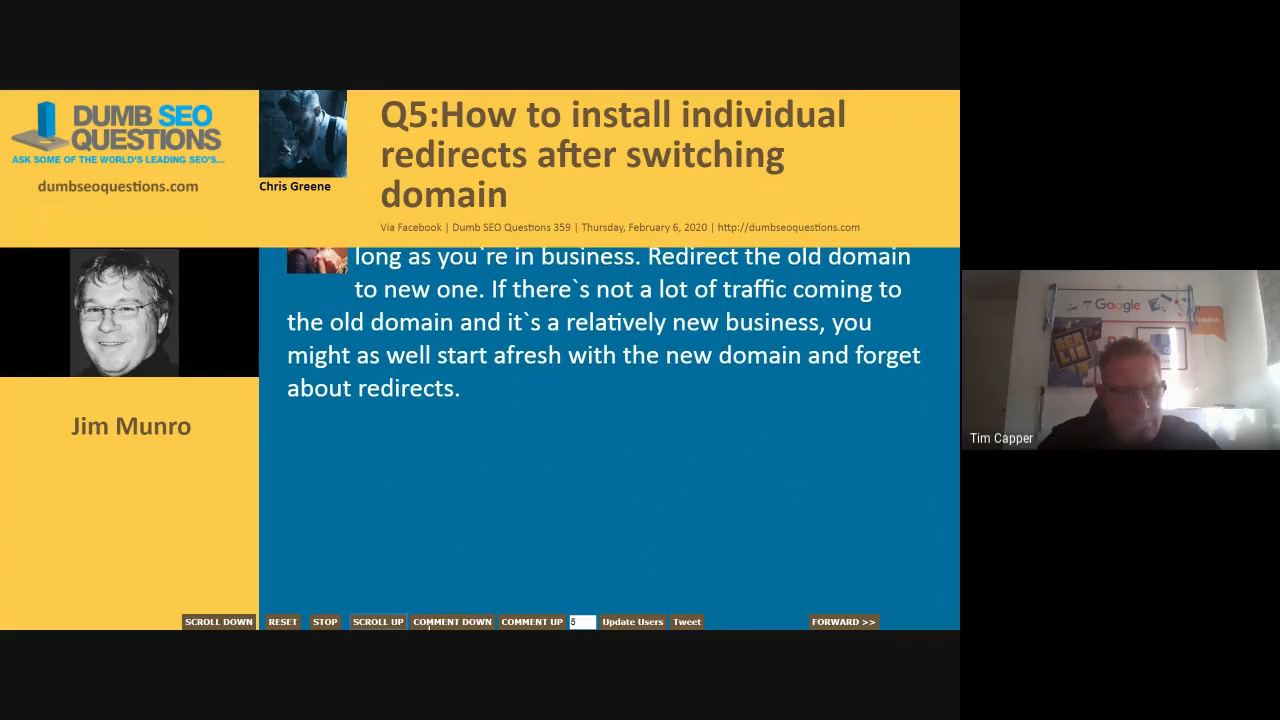 DUMB SEO
QUESTIONS
ASK SOME OF THE WORLD'S LEADING SEO'S...
dumbseoquestions.com
Chris Greene
Q5:How to install individual
redirects after switching
domain
Via Facebook | Dumb SEO Questions 359 | Thursday, February 6, 2020 | http://dumbseoquestions.com
long as you`re in business. Redirect the old domain
to new one. If there`s not a lot of traffic coming to
the old domain and it`s a relatively new business, you
might as well start afresh with the new domain and forget
about redirects.
Jim Munro
Google
Tim Capper
SCROLL DOWN RESET STOP SCROLL UP COMMENT DOWN COMMENT UP 5 Update Users Tweet FORWARD >>